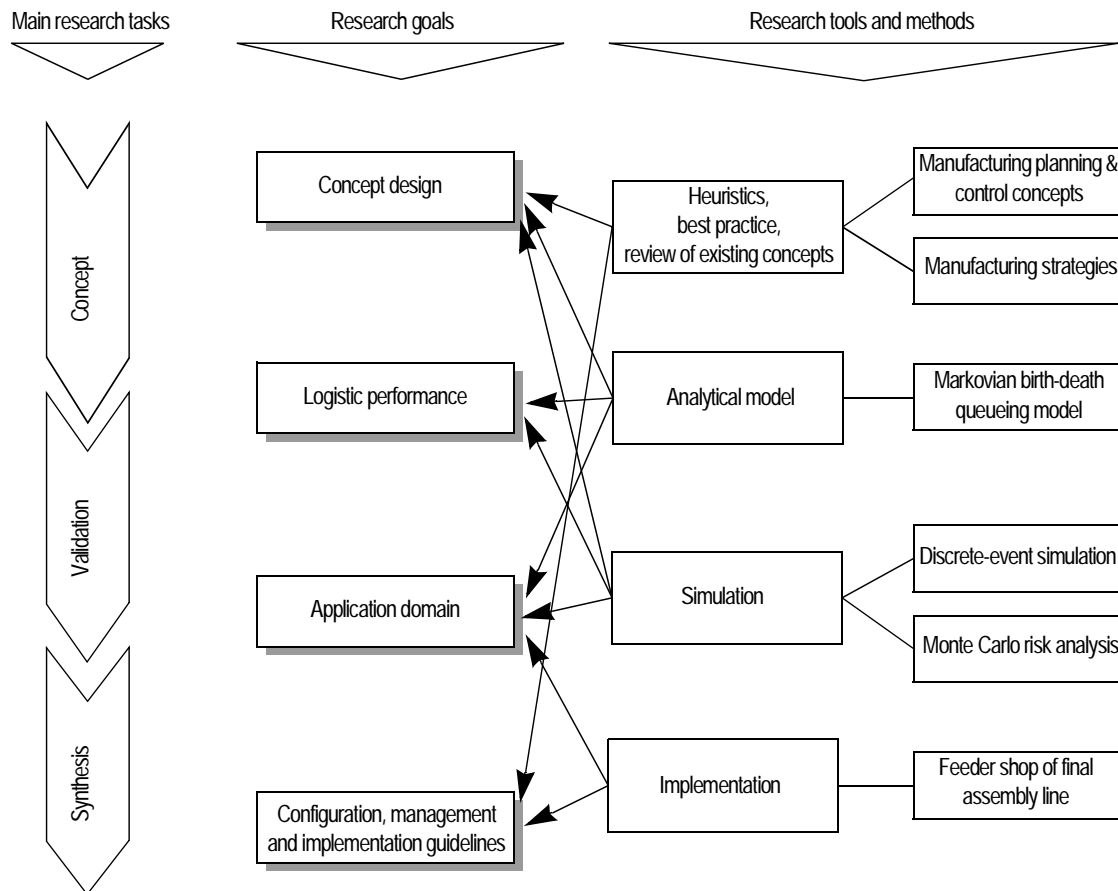 Main research tasks
Research goals
Research tools and methods
Concept
Validation
Synthesis
Concept design
Logistic performance
Application domain
Configuration, management
and implementation guidelines
Heuristics,
best practice,
review of existing concepts
Analytical model
Simulation
Implementation
Manufacturing planning &
control concepts
Manufacturing strategies
Markovian birth-death
queueing model
Discrete-event simulation
Monte Carlo risk analysis
Feeder shop of final
assembly line